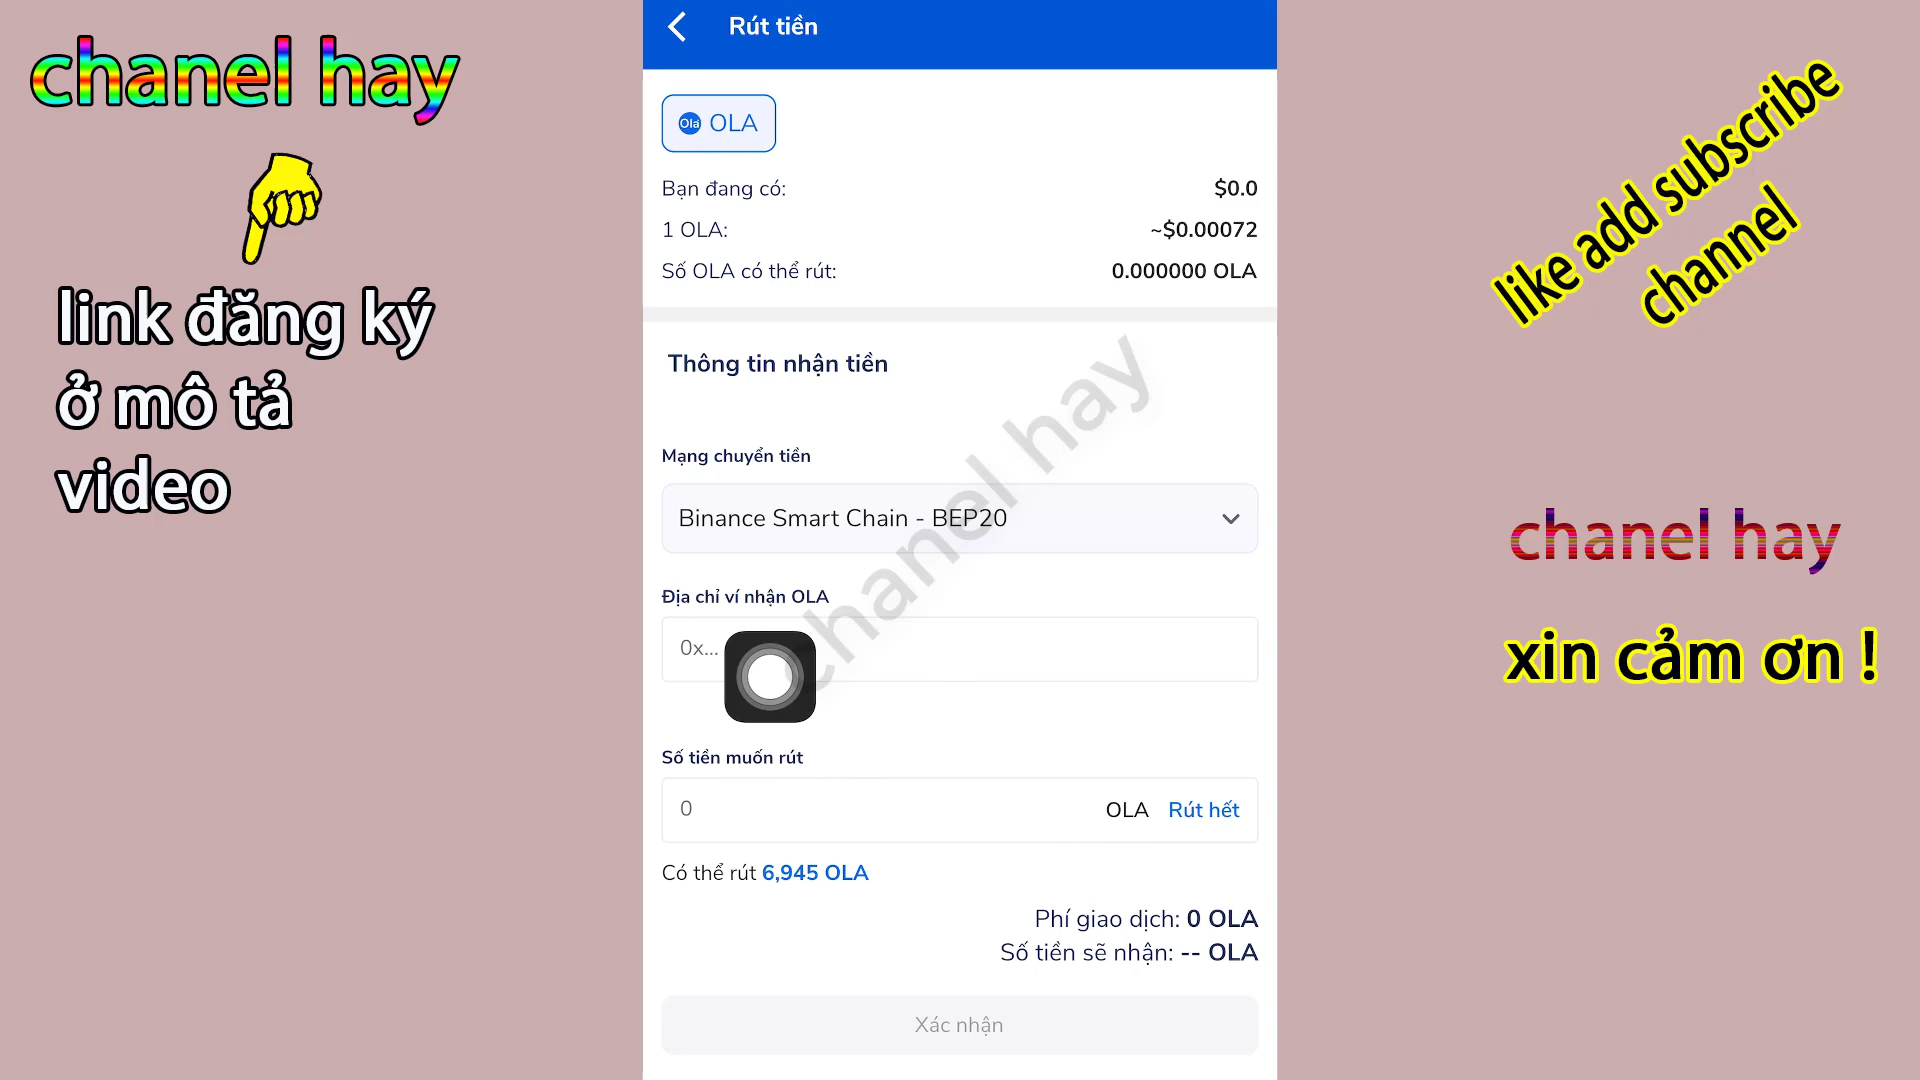 chanel hay
link đăng ký
ở mô tả
video
Rút tiền
Ola OLA
Bạn đang có: $0.0
1 OLA: ~$0.00072
Số OLA có thể rút: 0.000000 OLA
Thông tin nhận tiền
Mạng chuyển tiền
Binance Smart Chain - BEP20
Địa chỉ ví nhận OLA
0x...
Số tiền muốn rút
0 OLA Rút hết
Có thể rút 6,945 OLA
Phí giao dịch: 0 OLA
Số tiền sẽ nhận: -- OLA
Xác nhận
chanel hay
like add subscribe
channel
chanel hay
xin cảm ơn !